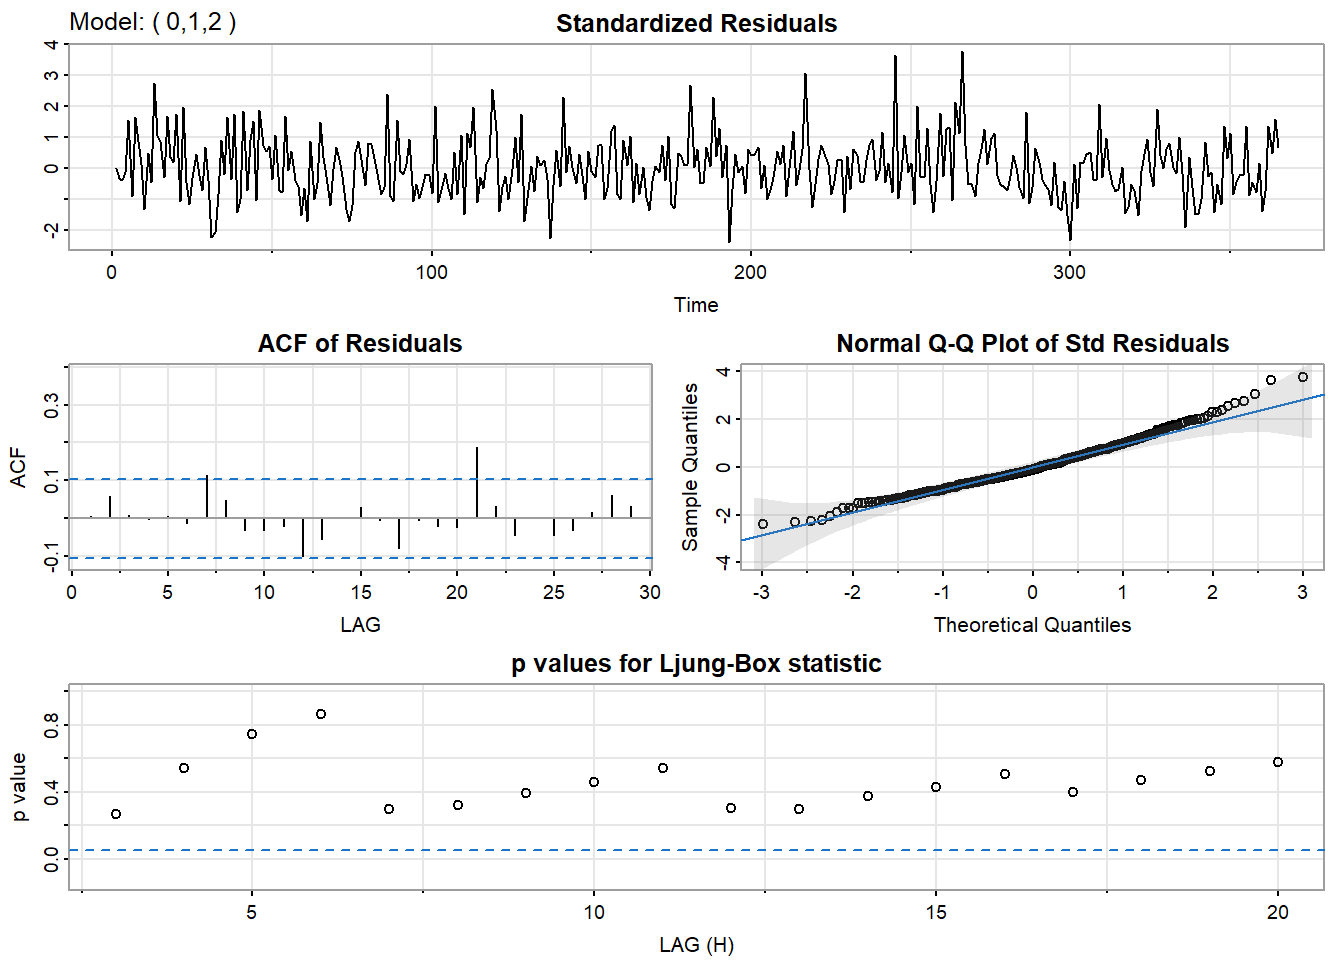 Model: ( 0,1,2 )
Standardized Residuals
4
3
2
1
0
-2
0 100 200 300
Time
ACF of Residuals
ACF
0.3
0.1
-0.1
0 5 10 15 20 25 30
LAG
Normal Q-Q Plot of Std Residuals
Sample Quantiles
4
2
0
-2
-4
-3 -2 -1 0 1 2 3
Theoretical Quantiles
p values for Ljung-Box statistic
p value
0.8
0.4
0.0
5 10 15 20
LAG (H)